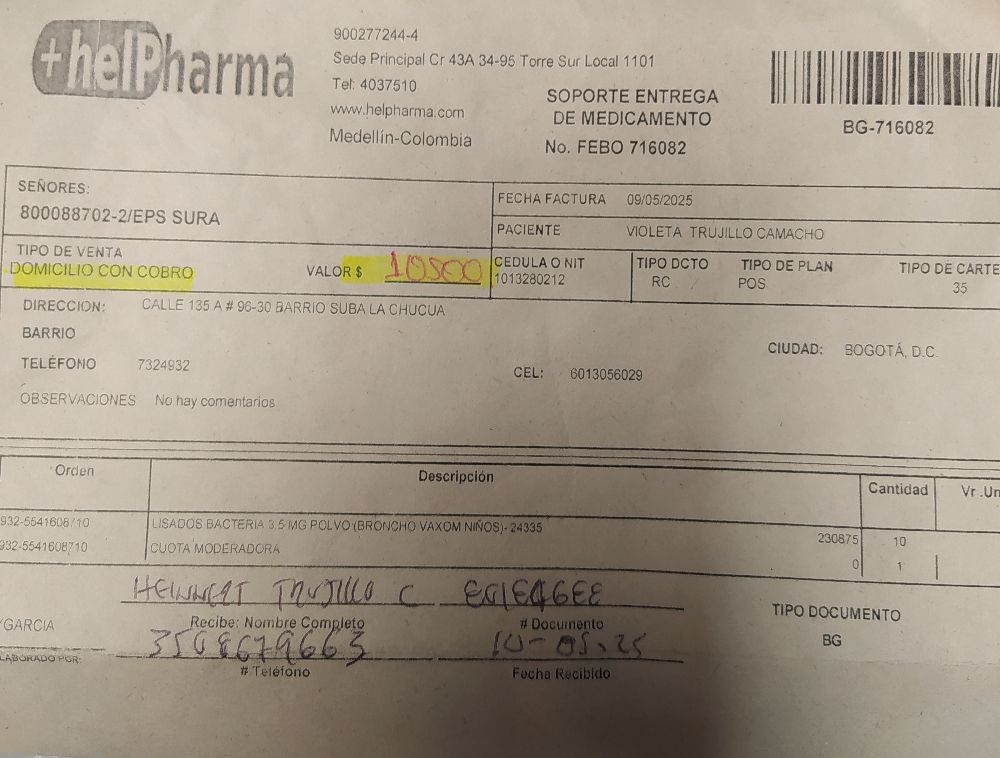 +helPharma
900277244-4
Sede Principal Cr 43A 34-95 Torre Sur Local 1101
Tel: 4037510
www.helpharma.com
Medellín-Colombia
SOPORTE ENTREGA
DE MEDICAMENTO
No. FEBO 716082
BG-716082
SEÑORES:
800088702-2/EPS SURA
FECHA FACTURA 09/05/2025
PACIENTE VIOLETA TRUJILLO CAMACHO
TIPO DE VENTA
DOMICILIO CON COBRO VALOR $ 10500
CEDULA O NIT TIPO DCTO TIPO DE PLAN TIPO DE CARTE
1013280212 RC POS 35
DIRECCION: CALLE 135 A # 96-30 BARRIO SUBA LA CHUCUA
BARRIO
CIUDAD: BOGOTÁ, D.C.
TELÉFONO 7324932 CEL: 6013056029
OBSERVACIONES No hay comentarios
Orden Descripción Cantidad Vr .Un
932-5541608710 LISADOS BACTERIA 3.5 MG POLVO (BRONCHO VAXOM NIÑOS)- 24335 230875 10
932-5541608710 CUOTA MODERADORA 0 1
HEINNERT TRUJILLO C
Recibe: Nombre Completo # Documento
TIPO DOCUMENTO
BG
GARCIA
3508679663 10-05-25
LABORADO POR: # Teléfono Fecha Recibido